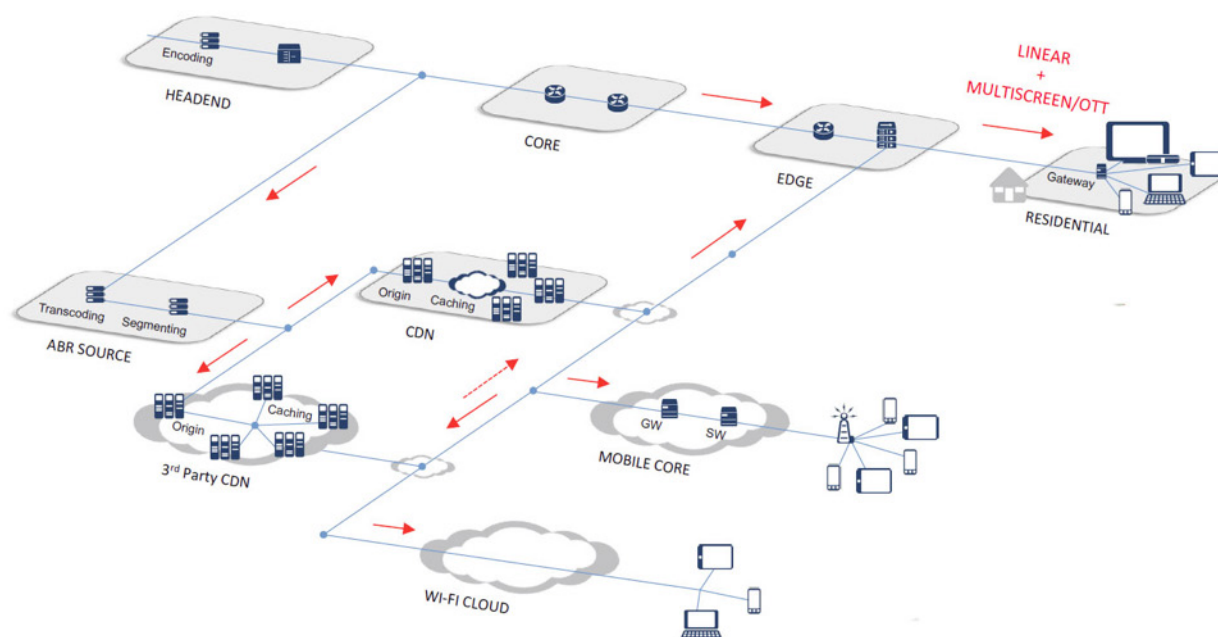 LINEAR
+
MULTISCREEN/OTT
Encoding
HEADEND
CORE
EDGE
Gateway
RESIDENTIAL
Transcoding
Segmenting
ABR SOURCE
Origin
Caching
CDN
Origin
Caching
3rd Party CDN
GW
SW
MOBILE CORE
WI-FI CLOUD